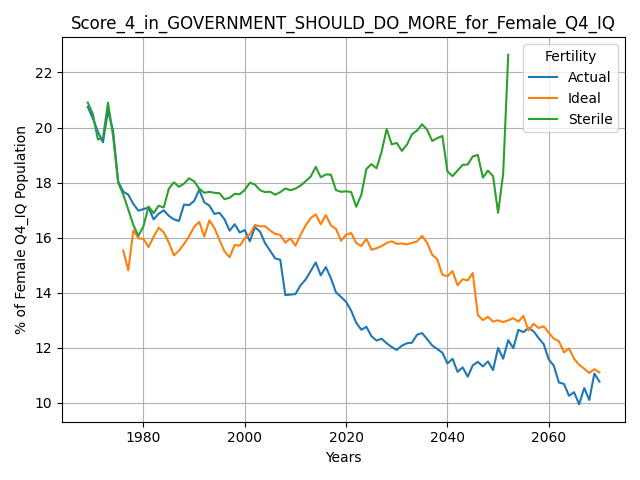 Score_4_in_GOVERNMENT_SHOULD_DO_MORE_for_Female_Q4_IQ
% of Female Q4_IQ Population
22
20
18
16
14
12
10
Fertility
Actual
Ideal
Sterile
1980
2000
2020
2040
2060
Years